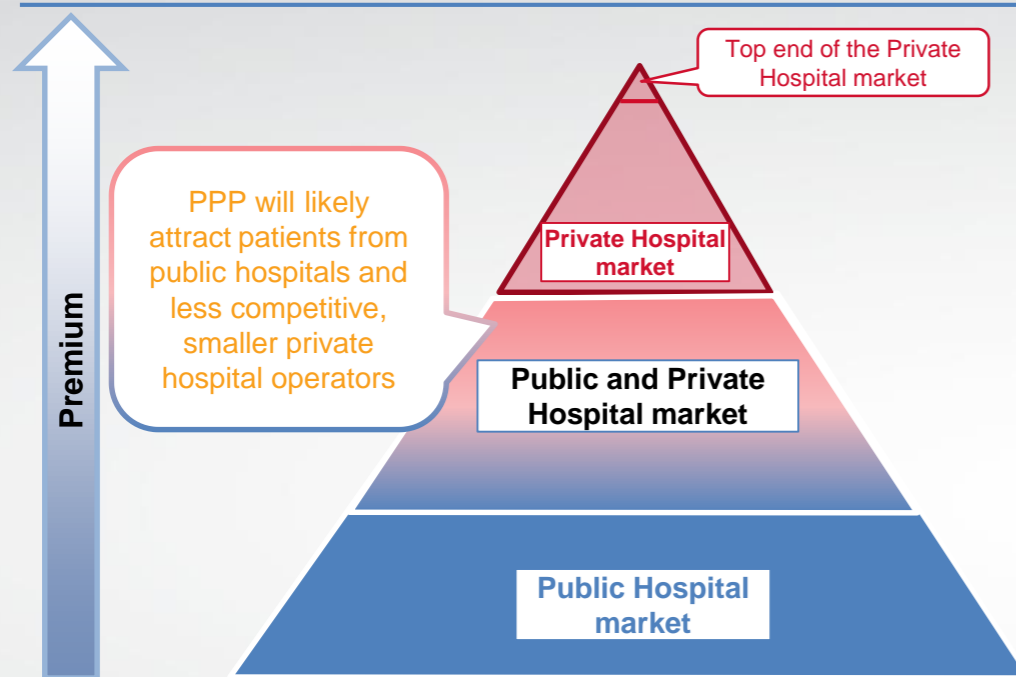 Top end of the Private
Hospital market
PPP will likely
attract patients from
public hospitals and
less competitive,
smaller private
hospital operators
Premium
Private Hospital
market
Public and Private
Hospital market
Public Hospital
market